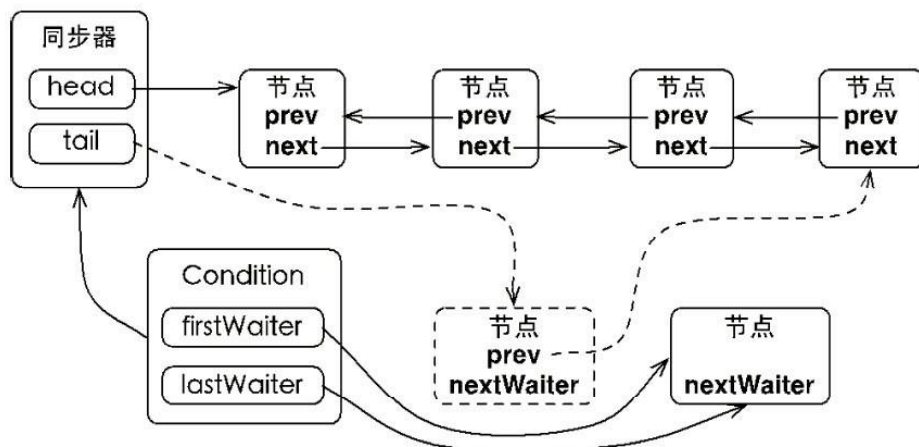 同步器
head
tail
节点
prev
next
节点
prev
next
节点
prev
next
节点
prev
next
Condition
firstWaiter
lastWaiter
节点
prev
nextWaiter
节点
nextWaiter